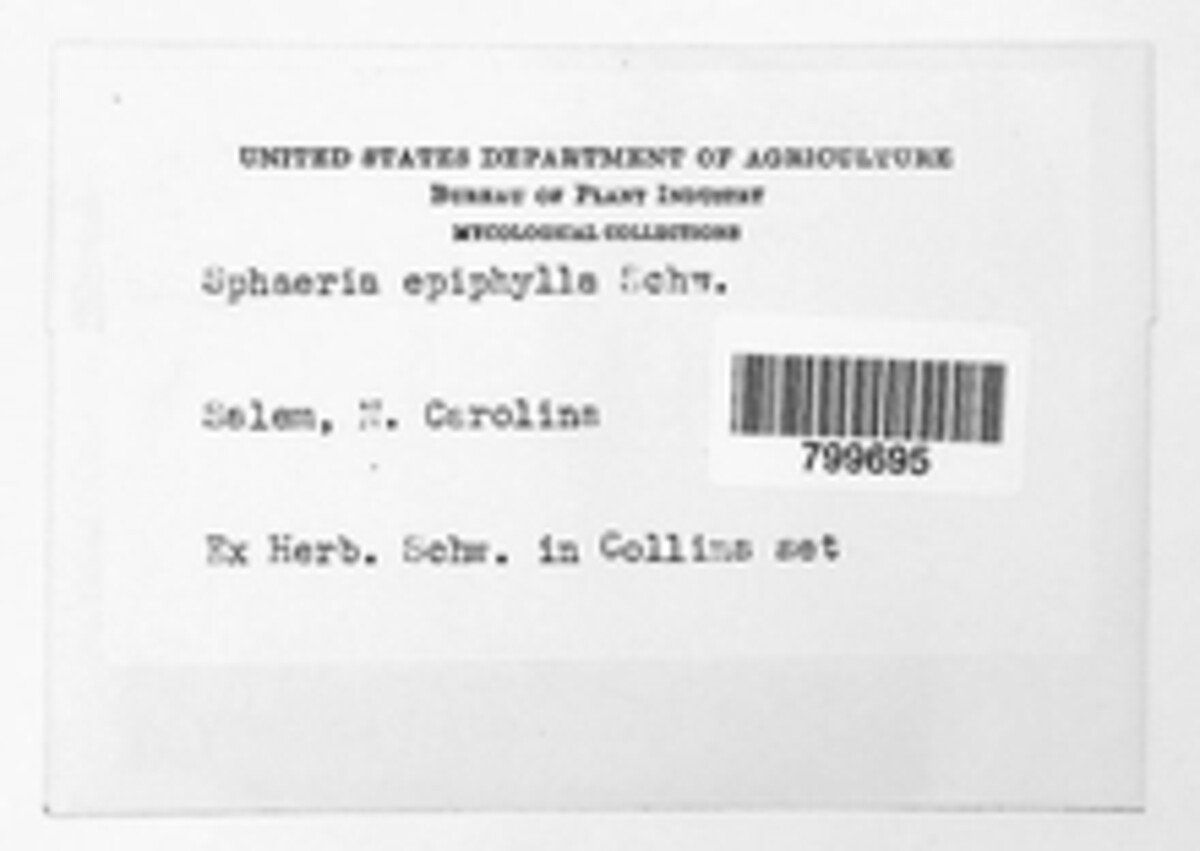 UNITED STATES DEPARTMENT OF AGRICULTURE
BUREAU OF PLANT INDUSTRY
MYCOLOGICAL COLLECTIONS
Sphaeria epiphylla Schw.
Salem, N. Carolina
799695
Ex Herb. Schw. in Collins set